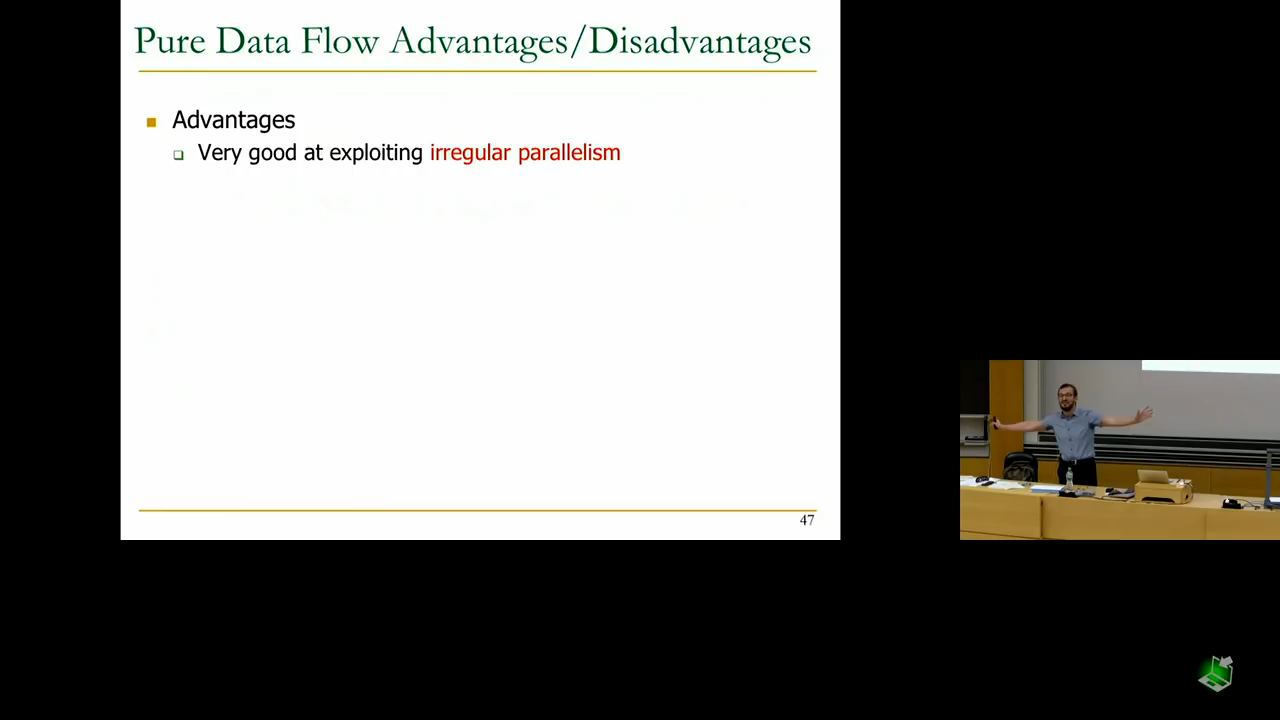 Pure Data Flow Advantages/Disadvantages
Advantages
Very good at exploiting irregular parallelism
47